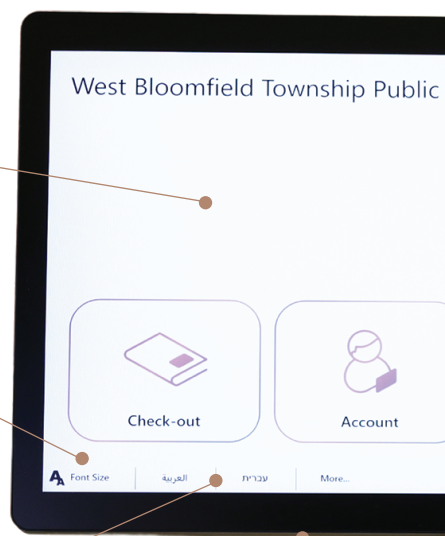 West Bloomfield Township Public
Check-out
Account
Font Size
العربية
עברית
More...